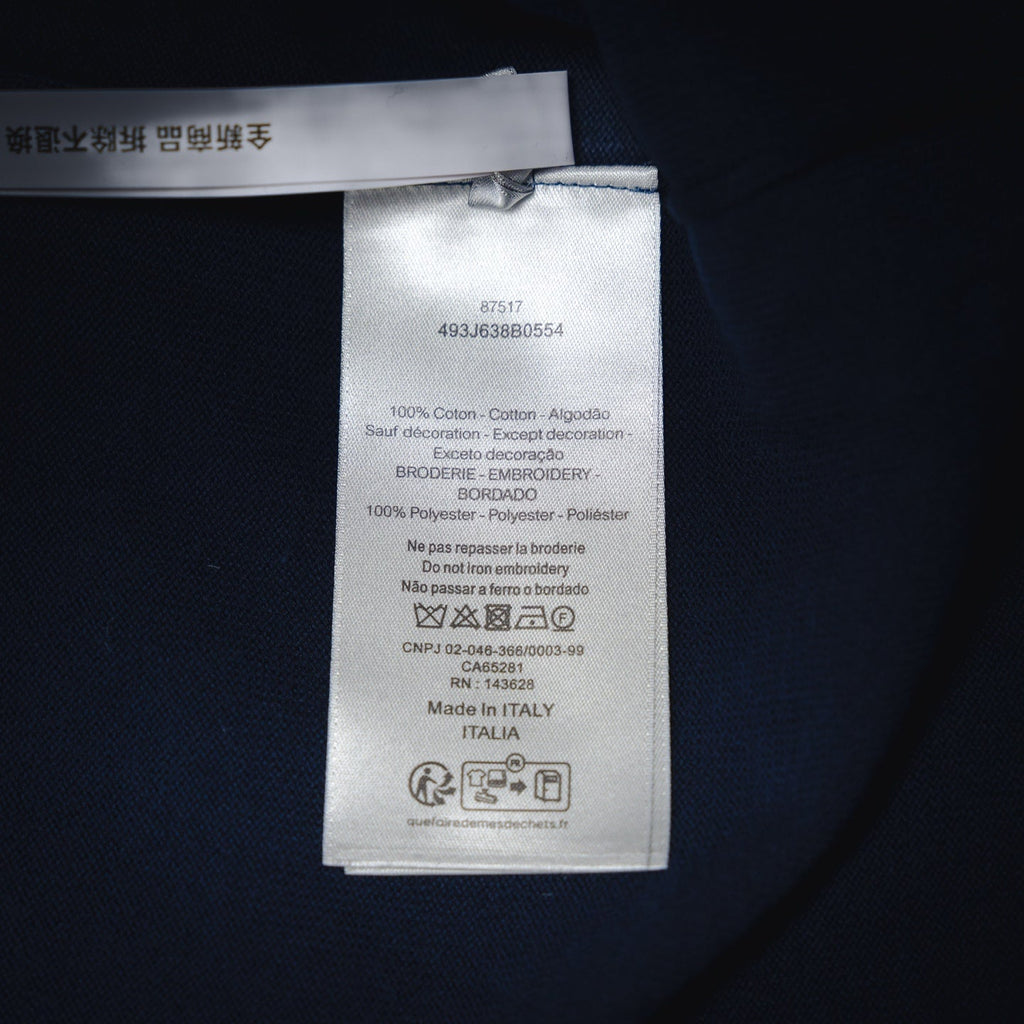 全新商品 拆除不退换
87517
493J638B0554
100% Coton - Cotton - Algodão
Sauf décoration - Except decoration -
Exceto decoração
BRODERIE - EMBROIDERY -
BORDADO
100% Polyester - Polyester - Poliéster
Ne pas repasser la broderie
Do not iron embroidery
Não passar a ferro o bordado
F
CNPJ 02-046-366/0003-99
CA65281
RN : 143628
Made In ITALY
ITALIA
FR
quefairedemesdechets.fr